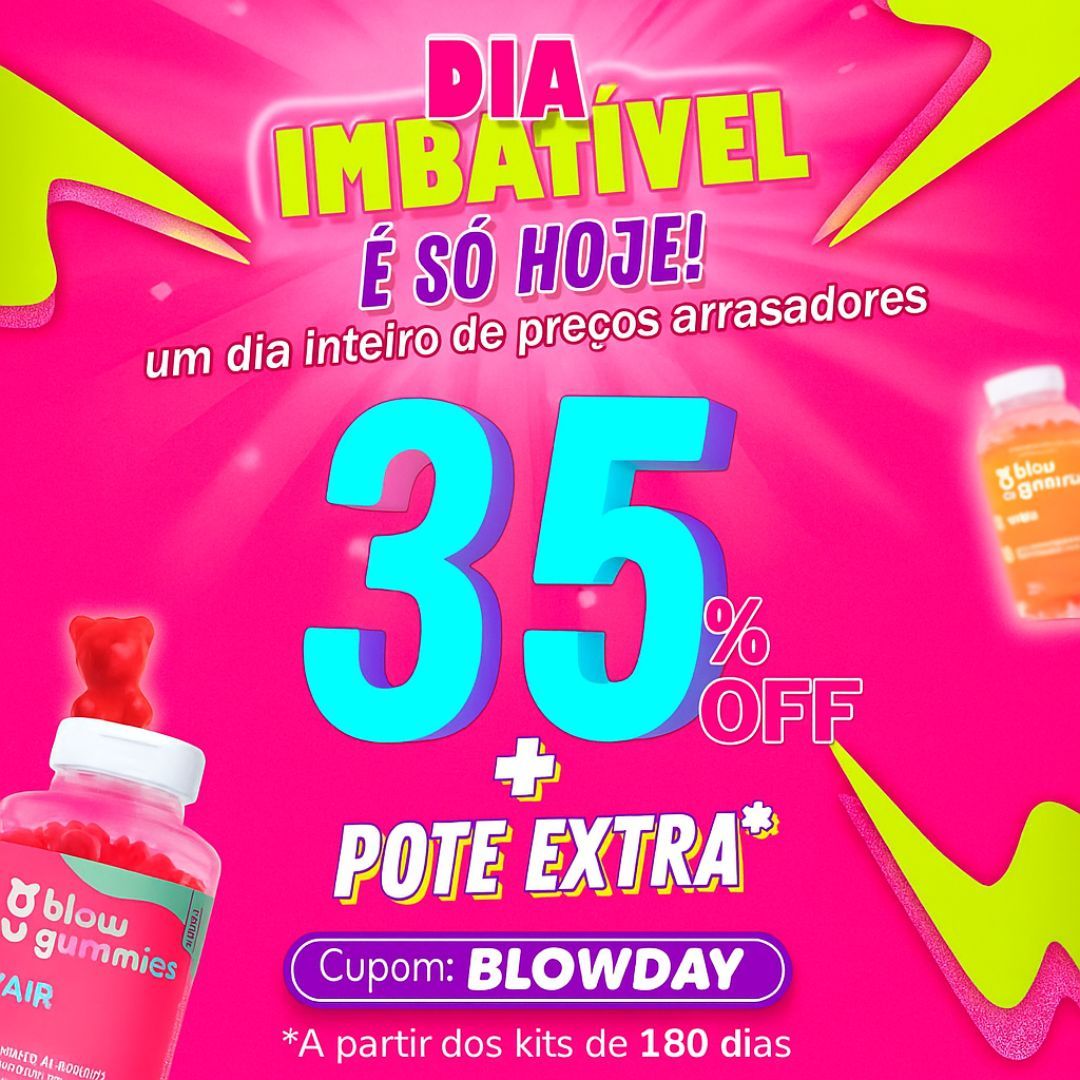 DIA
IMBATÍVEL
É SÓ HOJE!
um dia inteiro de preços arrasadores
35
%
OFF
+
POTE EXTRA*
Cupom: BLOWDAY
*A partir dos kits de 180 dias
blow
gummies
blow